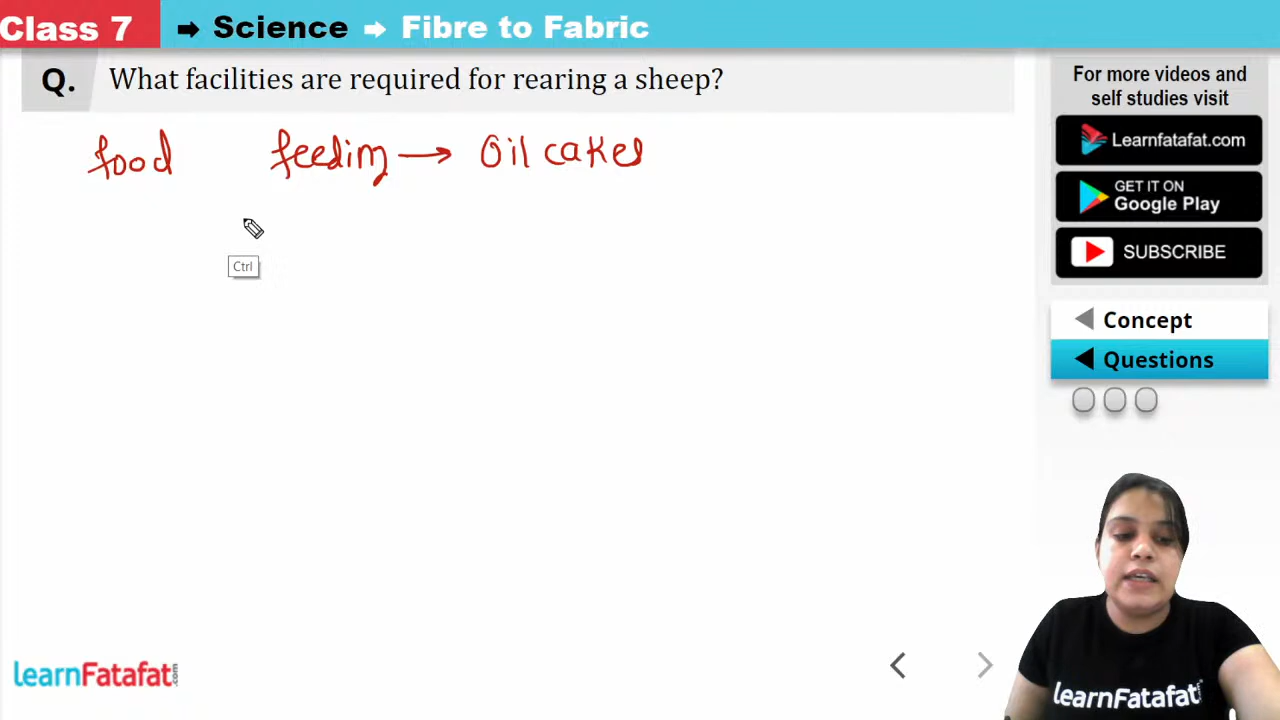 Class 7 ➡ Science ➡ Fibre to Fabric
Q. What facilities are required for rearing a sheep?
food feeding → Oil cakes
Ctrl
For more videos and
self studies visit
Learnfatafat.com
GET IT ON
Google Play
SUBSCRIBE
Concept
Questions
learnFatafat.com
learnFatafat